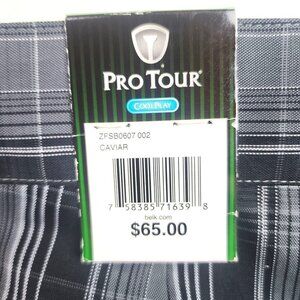 PRO TOUR
COOLPLAY
ZFSB0607 002
CAVIAR
7 58385 71639 8
belk.com
$65.00